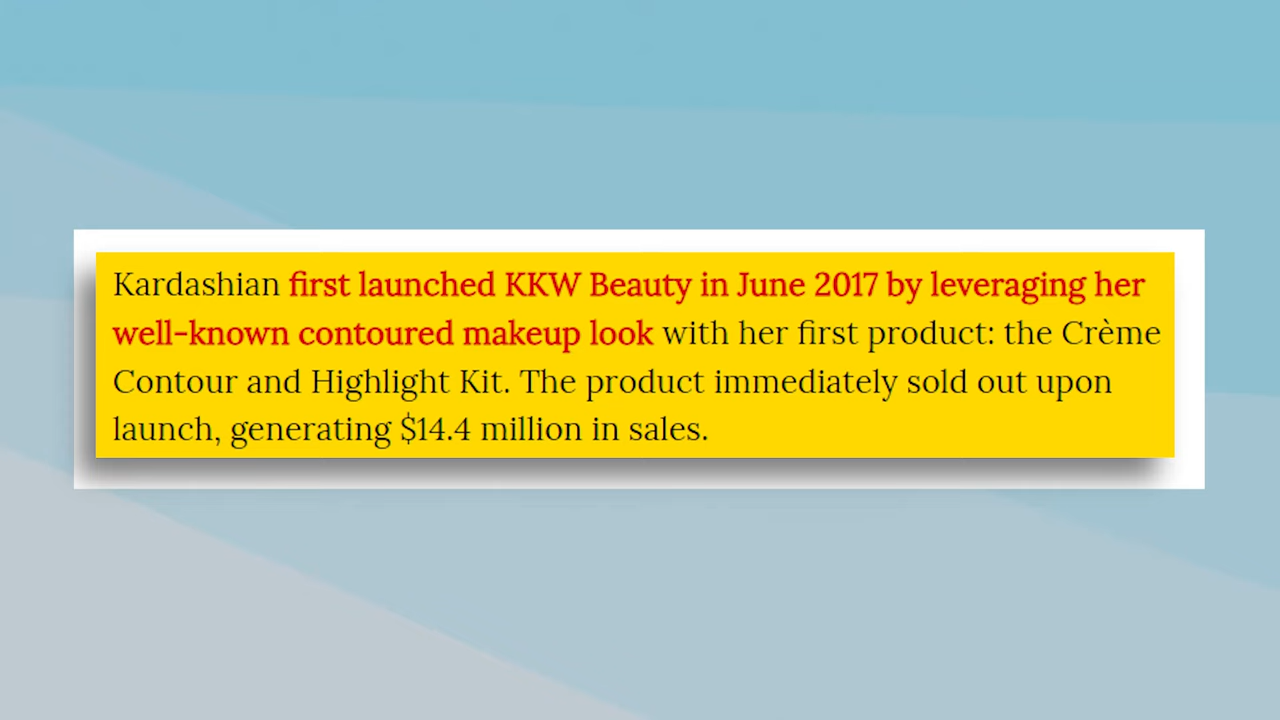 Kardashian first launched KKW Beauty in June 2017 by leveraging her
well-known contoured makeup look with her first product: the Crème
Contour and Highlight Kit. The product immediately sold out upon
launch, generating $14.4 million in sales.